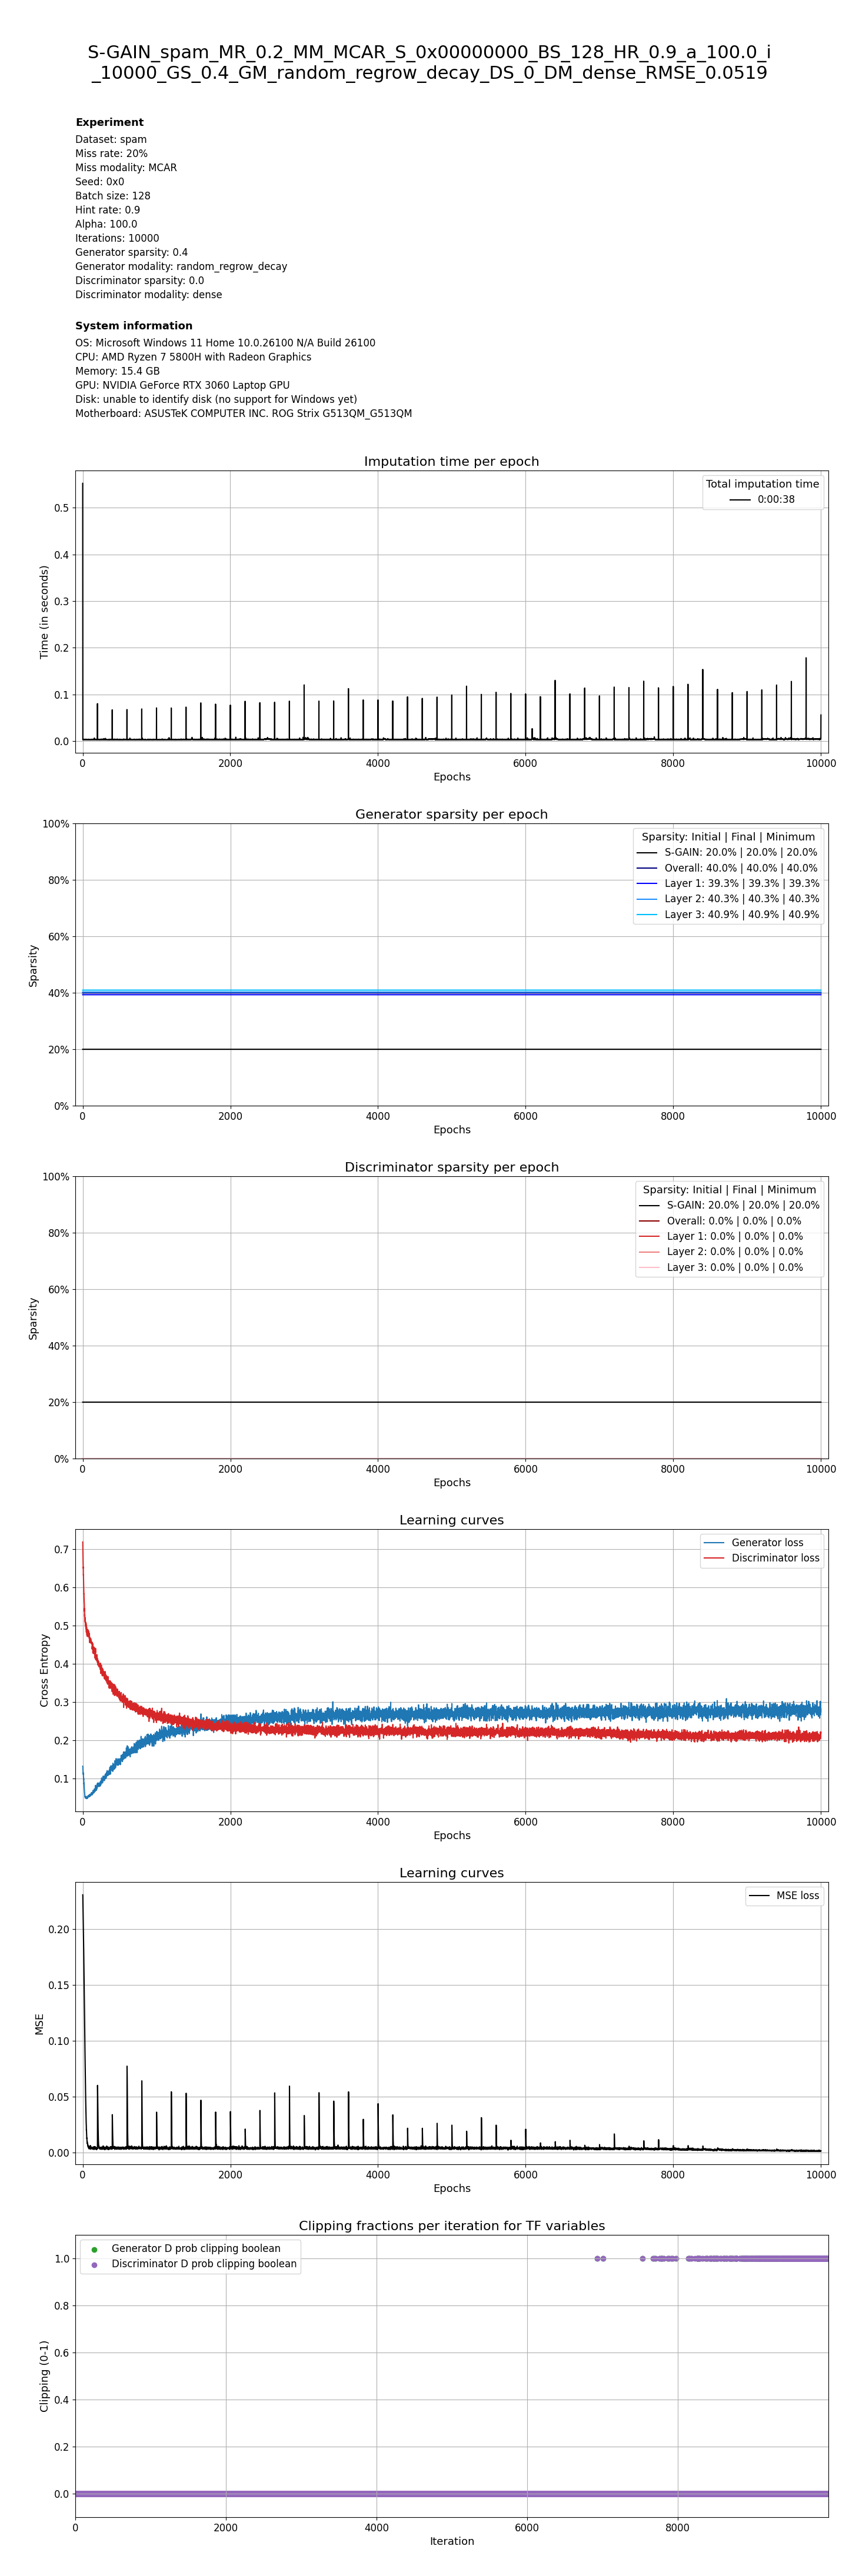 S-GAIN_spam_MR_0.2_MM_MCAR_S_0x00000000_BS_128_HR_0.9_a_100.0_i
_10000_GS_0.4_GM_random_regrow_decay_DS_0_DM_dense_RMSE_0.0519
Experiment
Dataset: spam
Miss rate: 20%
Miss modality: MCAR
Seed: 0x0
Batch size: 128
Hint rate: 0.9
Alpha: 100.0
Iterations: 10000
Generator sparsity: 0.4
Generator modality: random_regrow_decay
Discriminator sparsity: 0.0
Discriminator modality: dense
System information
OS: Microsoft Windows 11 Home 10.0.26100 N/A Build 26100
CPU: AMD Ryzen 7 5800H with Radeon Graphics
Memory: 15.4 GB
GPU: NVIDIA GeForce RTX 3060 Laptop GPU
Disk: unable to identify disk (no support for Windows yet)
Motherboard: ASUSTeK COMPUTER INC. ROG Strix G513QM_G513QM
Imputation time per epoch
Total imputation time
0:00:38
Time (in seconds)
0.5
0.4
0.3
0.2
0.1
0.0
0 2000 4000 6000 8000 10000
Epochs
Generator sparsity per epoch
Sparsity: Initial | Final | Minimum
S-GAIN: 20.0% | 20.0% | 20.0%
Overall: 40.0% | 40.0% | 40.0%
Layer 1: 39.3% | 39.3% | 39.3%
Layer 2: 40.3% | 40.3% | 40.3%
Layer 3: 40.9% | 40.9% | 40.9%
Sparsity
100%
80%
60%
40%
20%
0%
0 2000 4000 6000 8000 10000
Epochs
Discriminator sparsity per epoch
Sparsity: Initial | Final | Minimum
S-GAIN: 20.0% | 20.0% | 20.0%
Overall: 0.0% | 0.0% | 0.0%
Layer 1: 0.0% | 0.0% | 0.0%
Layer 2: 0.0% | 0.0% | 0.0%
Layer 3: 0.0% | 0.0% | 0.0%
Sparsity
100%
80%
60%
40%
20%
0%
0 2000 4000 6000 8000 10000
Epochs
Learning curves
Generator loss
Discriminator loss
Cross Entropy
0.7
0.6
0.5
0.4
0.3
0.2
0.1
0 2000 4000 6000 8000 10000
Epochs
Learning curves
MSE loss
MSE
0.20
0.15
0.10
0.05
0.00
0 2000 4000 6000 8000 10000
Epochs
Clipping fractions per iteration for TF variables
Generator D prob clipping boolean
Discriminator D prob clipping boolean
Clipping (0-1)
1.0
0.8
0.6
0.4
0.2
0.0
0 2000 4000 6000 8000
Iteration